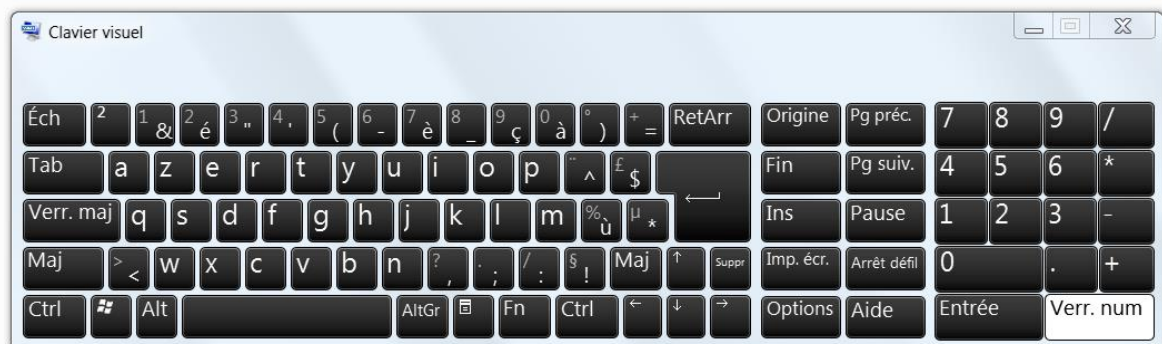 Clavier visuel
Éch ² 1 & 2 é 3 " 4 ' 5 ( 6 - 7 è 8 _ 9 ç 0 à ° ) + = RetArr Origine Pg préc. 7 8 9 /
Tab a z e r t y u i o p ¨ ^ £ $ Fin Pg suiv. 4 5 6 *
Verr. maj q s d f g h j k l m % ù µ * Ins Pause 1 2 3 -
Maj > < w x c v b n ? , . ; / : § ! Maj ↑ Suppr Imp. écr. Arrêt défil 0 . +
Ctrl Alt AltGr Fn Ctrl ← ↓ → Options Aide Entrée Verr. num